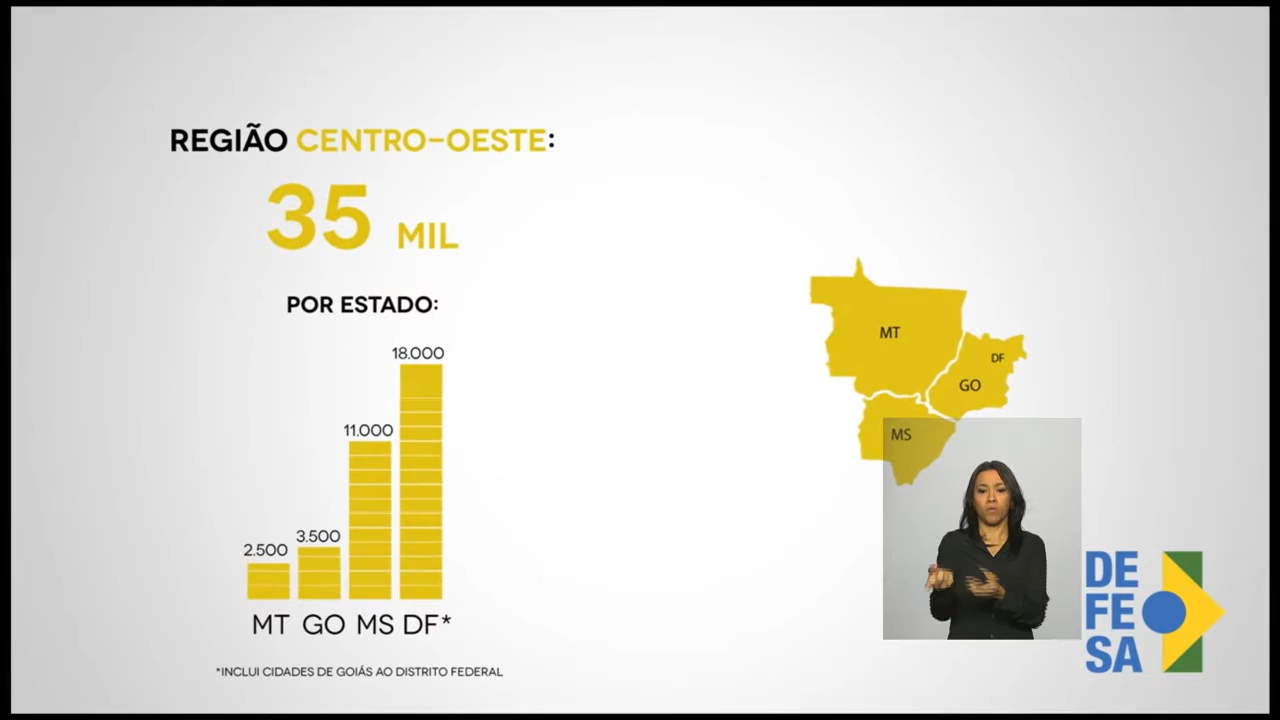 REGIÃO CENTRO-OESTE:
35 MIL
POR ESTADO:
18.000
11.000
3.500
2.500
MT GO MS DF*
*INCLUI CIDADES DE GOIÁS AO DISTRITO FEDERAL
MT
DF
GO
MS
DE
FE
SA